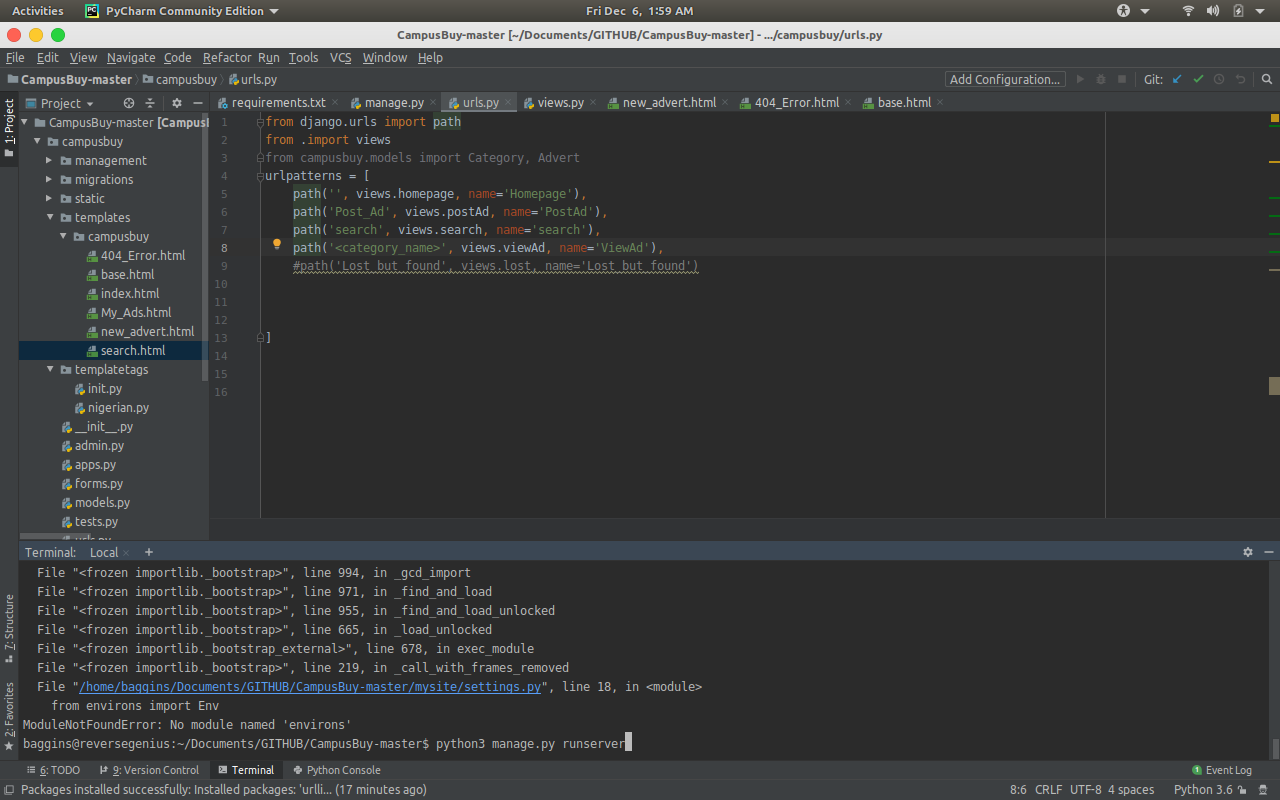 Activities PyCharm Community Edition Fri Dec 6, 1:59 AM
CampusBuy-master [~/Documents/GITHUB/CampusBuy-master] - .../campusbuy/urls.py
File Edit View Navigate Code Refactor Run Tools VCS Window Help
CampusBuy-master campusbuy urls.py Add Configuration... Git:
1: Project
Project
requirements.txt manage.py urls.py views.py new_advert.html 404_Error.html base.html
CampusBuy-master [Campus
campusbuy
management
migrations
static
templates
campusbuy
404_Error.html
base.html
index.html
My_Ads.html
new_advert.html
search.html
templatetags
init.py
nigerian.py
__init__.py
admin.py
apps.py
forms.py
models.py
tests.py
urls.py
1 from django.urls import path
2 from .import views
3 from campusbuy.models import Category, Advert
4 urlpatterns = [
5 path('', views.homepage, name='Homepage'),
6 path('Post_Ad', views.postAd, name='PostAd'),
7 path('search', views.search, name='search'),
8 path('<category_name>', views.viewAd, name='ViewAd'),
9 #path('Lost but found', views.lost, name='Lost but found')
10
11
12
13 ]
14
15
16
Terminal: Local +
File "<frozen importlib._bootstrap>", line 994, in _gcd_import
File "<frozen importlib._bootstrap>", line 971, in _find_and_load
File "<frozen importlib._bootstrap>", line 955, in _find_and_load_unlocked
File "<frozen importlib._bootstrap>", line 665, in _load_unlocked
File "<frozen importlib._bootstrap_external>", line 678, in exec_module
File "<frozen importlib._bootstrap>", line 219, in _call_with_frames_removed
File "/home/baggins/Documents/GITHUB/CampusBuy-master/mysite/settings.py", line 18, in <module>
from environs import Env
ModuleNotFoundError: No module named 'environs'
baggins@reversegenius:~/Documents/GITHUB/CampusBuy-master$ python3 manage.py runserver
7: Structure
2: Favorites
6: TODO 9: Version Control Terminal Python Console 1 Event Log
Packages installed successfully: Installed packages: 'urlli... (17 minutes ago) 8:6 CRLF UTF-8 4 spaces Python 3.6